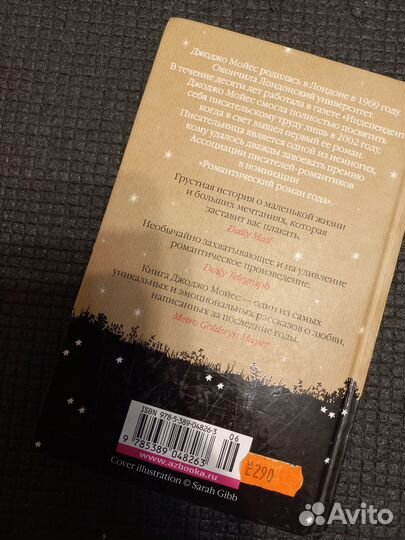 Джоджо Мойес родилась в Лондоне в 1969 году.
Окончила Лондонский университет.
В течение десяти лет работала в газете «Индепендент».
Джоджо Мойес смогла полностью посвятить
себя писательскому труду лишь в 2002 году,
когда в свет вышел первый ее роман.
Писательница является одной из немногих,
кому удалось дважды завоевать премию
Ассоциации писателей-романтиков
в номинации
«Романтический роман года».
Грустная история о маленькой жизни
и больших мечтаниях, которая
заставит вас плакать.
Daily Mail
Необычайно захватывающее и на удивление
романтическое произведение.
Daily Telegraph
Книга Джоджо Мойес — один из самых
уникальных и эмоциональных рассказов о любви,
написанных за последние годы.
Metro Goldwyn Mayer
ISBN 978-5-389-04826-3
06
9 785389 048263
www.azbooka.ru
290
Cover illustration © Sarah Gibb
Avito